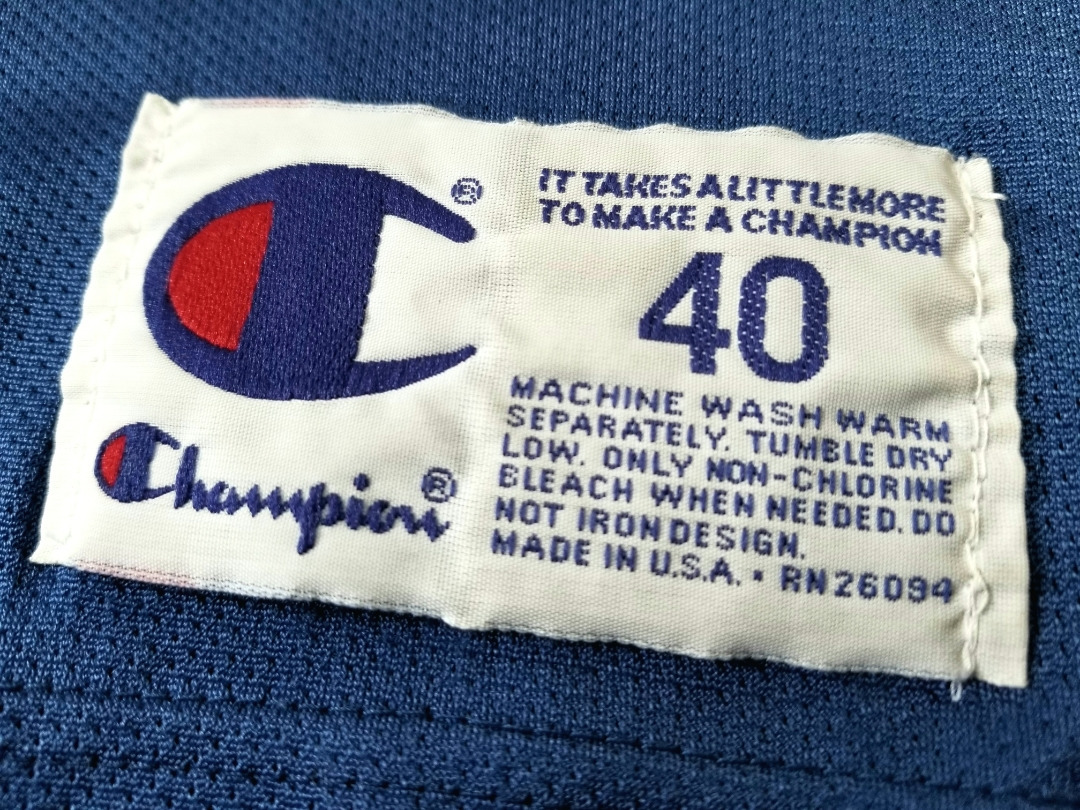 ®
IT TAKES A LITTLE MORE
TO MAKE A CHAMPION
40
MACHINE WASH WARM
SEPARATELY. TUMBLE DRY
LOW. ONLY NON-CHLORINE
BLEACH WHEN NEEDED. DO
NOT IRON DESIGN.
MADE IN U.S.A. • RN26094
Champion®